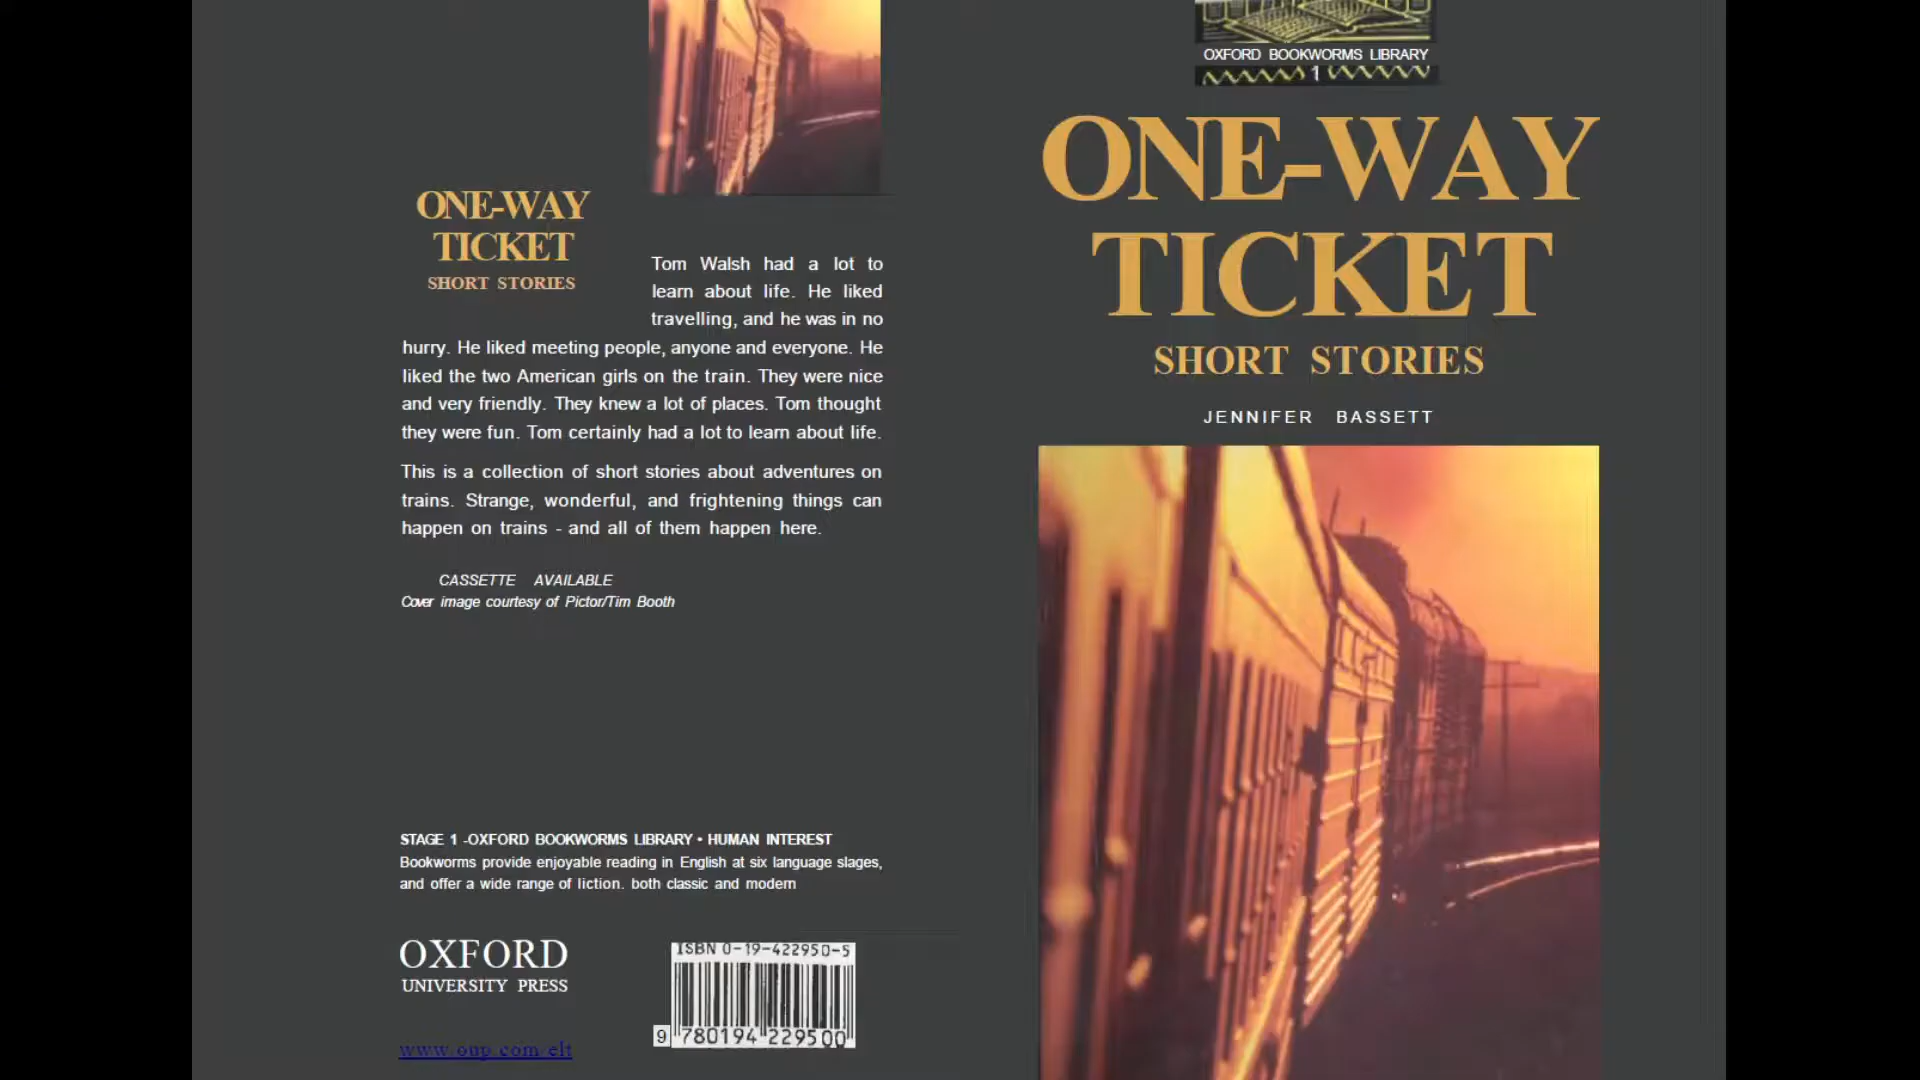 ONE-WAY
TICKET
SHORT STORIES
Tom Walsh had a lot to
learn about life. He liked
travelling, and he was in no
hurry. He liked meeting people, anyone and everyone. He
liked the two American girls on the train. They were nice
and very friendly. They knew a lot of places. Tom thought
they were fun. Tom certainly had a lot to learn about life.
This is a collection of short stories about adventures on
trains. Strange, wonderful, and frightening things can
happen on trains - and all of them happen here.
CASSETTE AVAILABLE
Cover image courtesy of Pictor/Tim Booth
STAGE 1 -OXFORD BOOKWORMS LIBRARY • HUMAN INTEREST
Bookworms provide enjoyable reading in English at six language slages,
and offer a wide range of liction. both classic and modern
OXFORD
UNIVERSITY PRESS
www.oup.com/elt
ISBN 0-19-422950-5
9 780194 229500
OXFORD BOOKWORMS LIBRARY
1
ONE-WAY
TICKET
SHORT STORIES
JENNIFER BASSETT